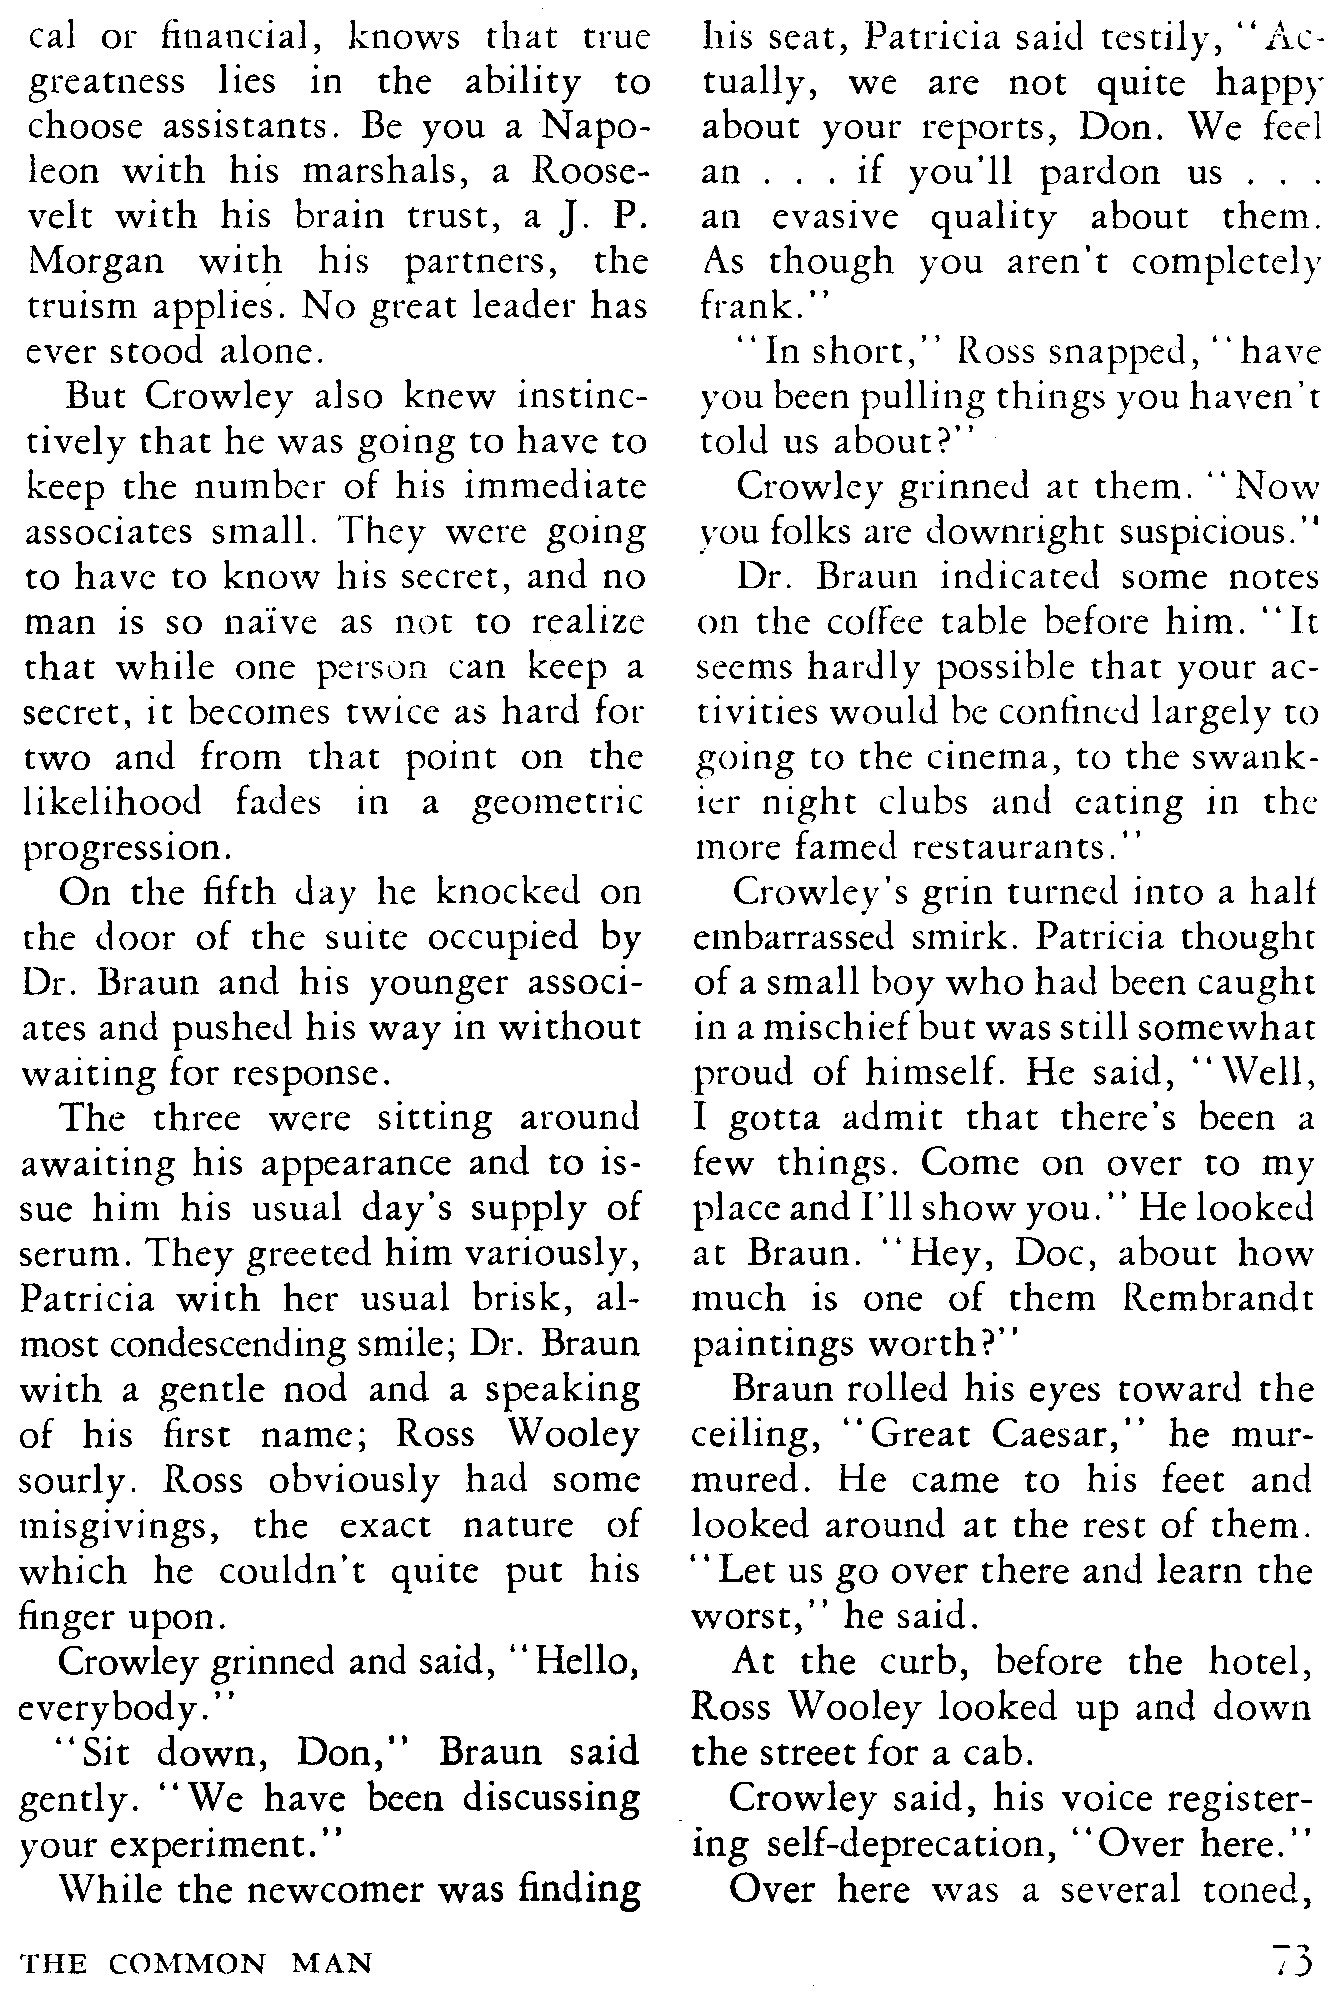 cal or financial, knows that true
greatness lies in the ability to
choose assistants. Be you a Napo-
leon with his marshals, a Roose-
velt with his brain trust, a J. P.
Morgan with his partners, the
truism applies. No great leader has
ever stood alone.
But Crowley also knew instinc-
tively that he was going to have to
keep the number of his immediate
associates small. They were going
to have to know his secret, and no
man is so naïve as not to realize
that while one person can keep a
secret, it becomes twice as hard for
two and from that point on the
likelihood fades in a geometric
progression.
On the fifth day he knocked on
the door of the suite occupied by
Dr. Braun and his younger associ-
ates and pushed his way in without
waiting for response.
The three were sitting around
awaiting his appearance and to is-
sue him his usual day's supply of
serum. They greeted him variously,
Patricia with her usual brisk, al-
most condescending smile; Dr. Braun
with a gentle nod and a speaking
of his first name; Ross Wooley
sourly. Ross obviously had some
misgivings, the exact nature of
which he couldn't quite put his
finger upon.
Crowley grinned and said, "Hello,
everybody."
"Sit down, Don," Braun said
gently. "We have been discussing
your experiment."
While the newcomer was finding
his seat, Patricia said testily, "Ac-
tually, we are not quite happy
about your reports, Don. We feel
an . . . if you'll pardon us . . .
an evasive quality about them.
As though you aren't completely
frank."
"In short," Ross snapped, "have
you been pulling things you haven't
told us about?"
Crowley grinned at them. "Now
you folks are downright suspicious."
Dr. Braun indicated some notes
on the coffee table before him. "It
seems hardly possible that your ac-
tivities would be confined largely to
going to the cinema, to the swank-
ier night clubs and eating in the
more famed restaurants."
Crowley's grin turned into a half
embarrassed smirk. Patricia thought
of a small boy who had been caught
in a mischief but was still somewhat
proud of himself. He said, "Well,
I gotta admit that there's been a
few things. Come on over to my
place and I'll show you." He looked
at Braun. "Hey, Doc, about how
much is one of them Rembrandt
paintings worth?"
Braun rolled his eyes toward the
ceiling, "Great Caesar," he mur-
mured. He came to his feet and
looked around at the rest of them.
"Let us go over there and learn the
worst," he said.
At the curb, before the hotel,
Ross Wooley looked up and down
the street for a cab.
Crowley said, his voice register-
ing self-deprecation, "Over here."
Over here was a several toned,
THE COMMON MAN
73